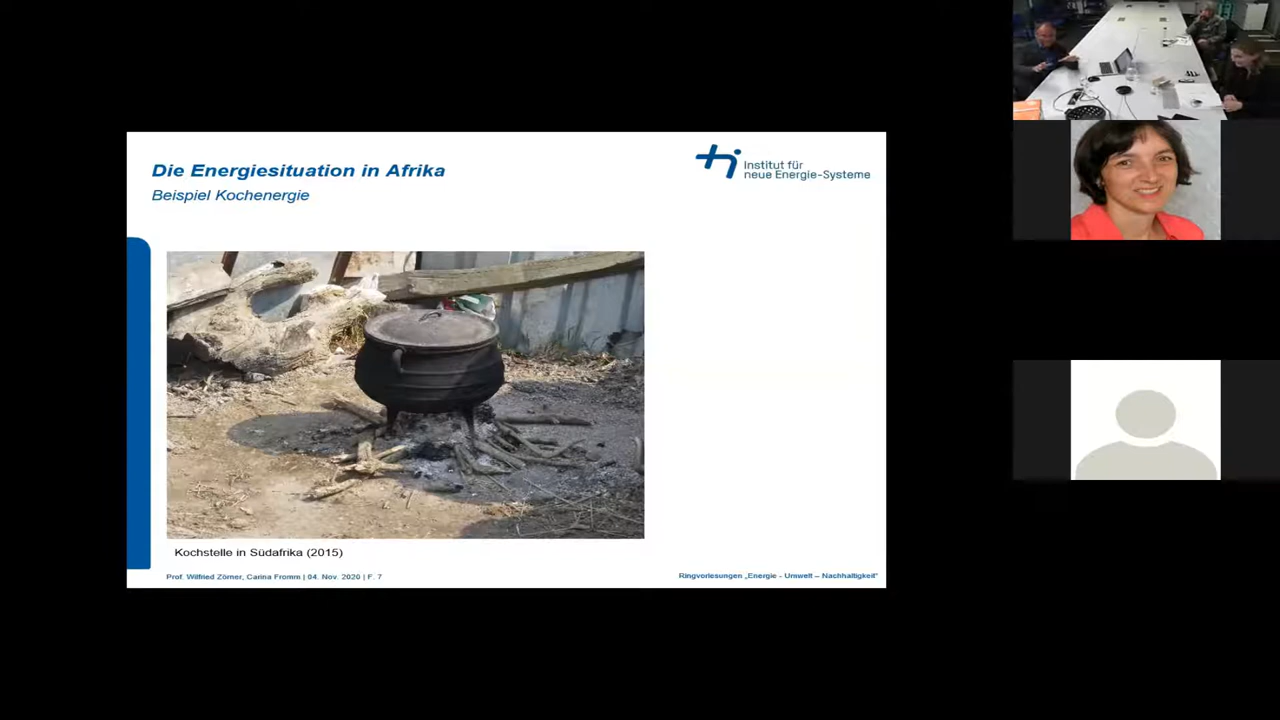 Die Energiesituation in Afrika
Beispiel Kochenergie
Institut für
neue Energie-Systeme
Kochstelle in Südafrika (2015)
Prof. Wilfried Zörner, Carina Fromm | 04. Nov. 2020 | F. 7
Ringvorlesungen „Energie - Umwelt – Nachhaltigkeit"